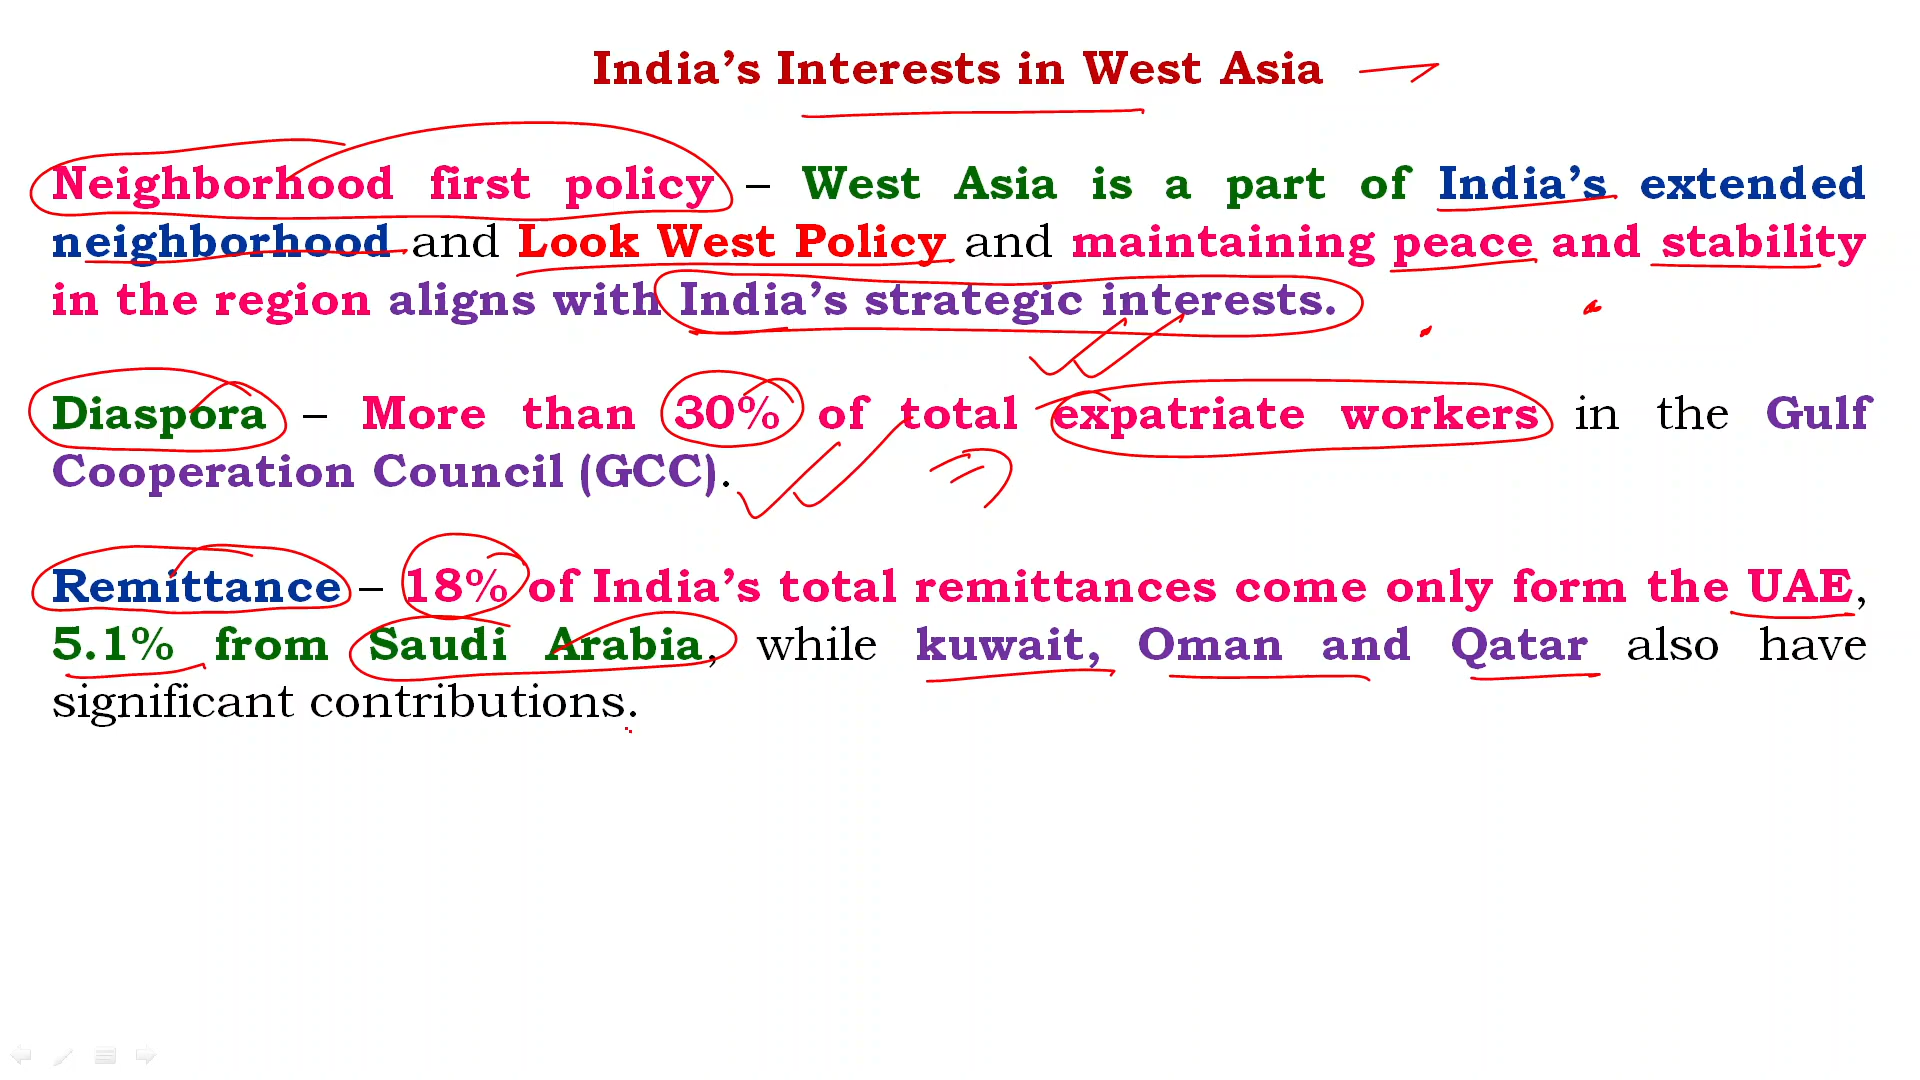 India’s Interests in West Asia
Neighborhood first policy – West Asia is a part of India’s extended
neighborhood and Look West Policy and maintaining peace and stability
in the region aligns with India’s strategic interests.
Diaspora – More than 30% of total expatriate workers in the Gulf
Cooperation Council (GCC).
Remittance – 18% of India’s total remittances come only form the UAE,
5.1% from Saudi Arabia, while kuwait, Oman and Qatar also have
significant contributions.